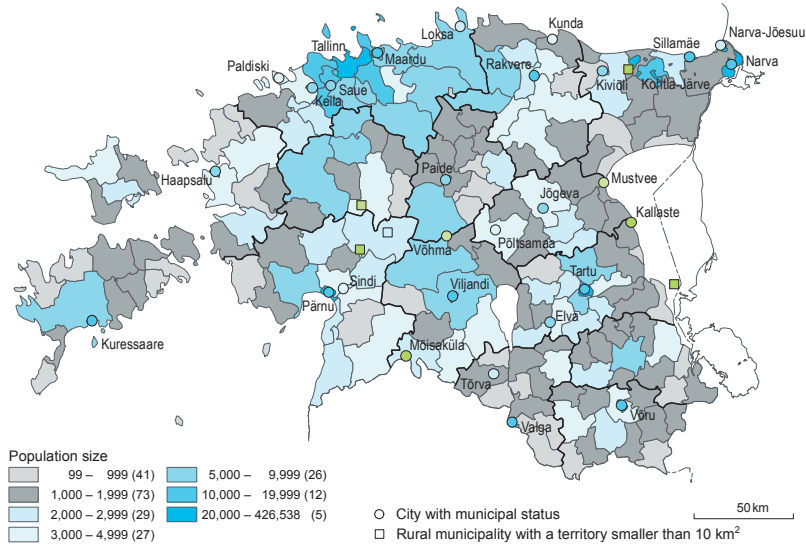 Loksa
Kunda
Narva-Jõesuu
Tallinn
Sillamäe
Maardu
Narva
Paldiski
Rakvere
Saue
Kiviõli
Kohtla-Järve
Keila
Haapsalu
Paide
Mustvee
Jõgeva
Kallaste
Põltsamaa
Võhma
Tartu
Sindi
Viljandi
Pärnu
Elva
Kuressaare
Mõisaküla
Tõrva
Võru
Valga
Population size
99 – 999 (41)
5,000 – 9,999 (26)
1,000 – 1,999 (73)
10,000 – 19,999 (12)
2,000 – 2,999 (29)
20,000 – 426,538 (5)
3,000 – 4,999 (27)
City with municipal status
50 km
Rural municipality with a territory smaller than 10 km²